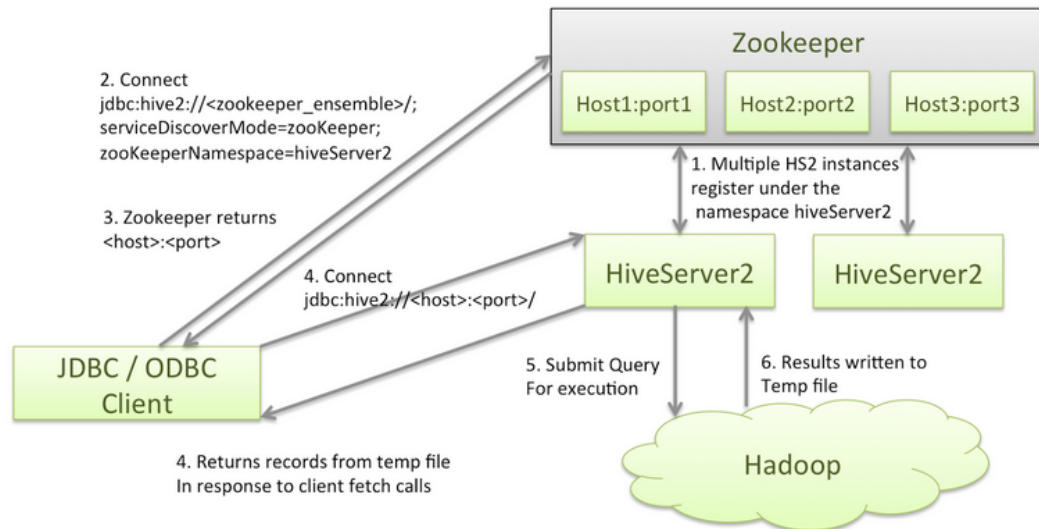 Zookeeper
Host1:port1
Host2:port2
Host3:port3
2. Connect
jdbc:hive2://<zookeeper_ensemble>/;
serviceDiscoverMode=zooKeeper;
zooKeeperNamespace=hiveServer2
1. Multiple HS2 instances
register under the
namespace hiveServer2
3. Zookeeper returns
<host>:<port>
4. Connect
jdbc:hive2://<host>:<port>/
HiveServer2
HiveServer2
JDBC / ODBC
Client
5. Submit Query
For execution
6. Results written to
Temp file
4. Returns records from temp file
In response to client fetch calls
Hadoop